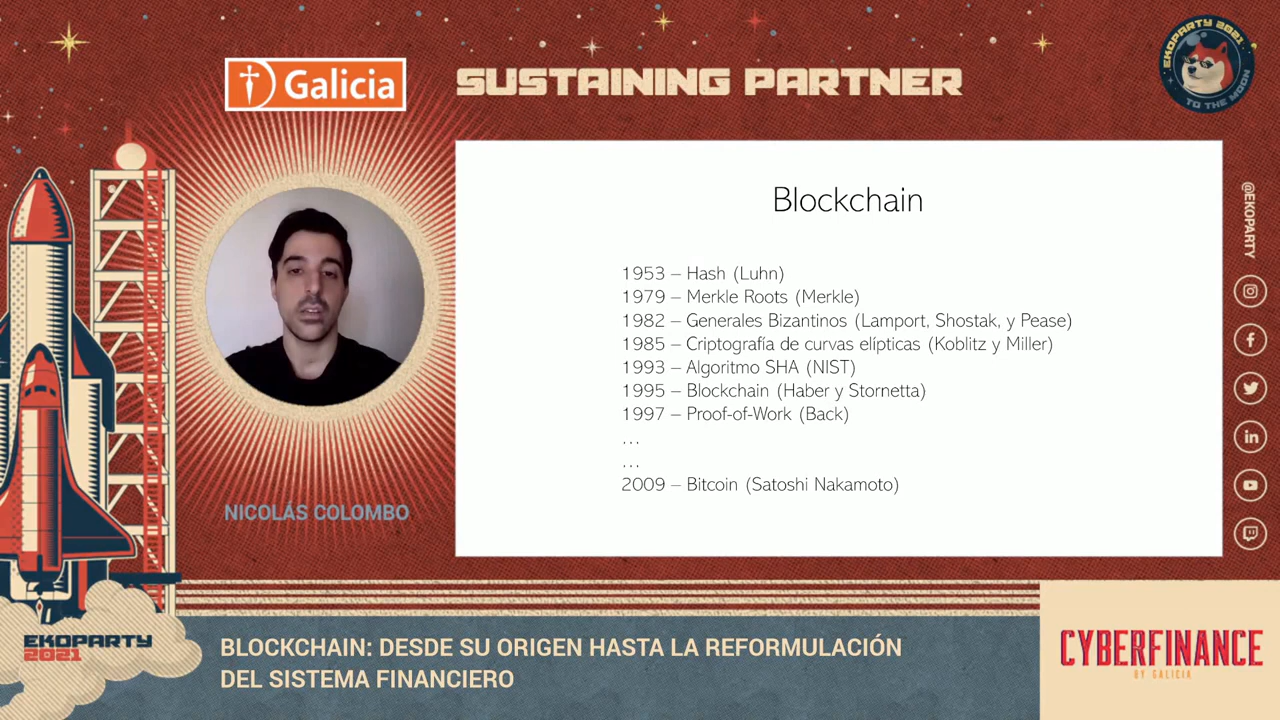 Galicia
SUSTAINING PARTNER
EKOPARTY 2021
TO THE MOON
@EKOPARTY
Blockchain
1953 – Hash (Luhn)
1979 – Merkle Roots (Merkle)
1982 – Generales Bizantinos (Lamport, Shostak, y Pease)
1985 – Criptografía de curvas elípticas (Koblitz y Miller)
1993 – Algoritmo SHA (NIST)
1995 – Blockchain (Haber y Stornetta)
1997 – Proof-of-Work (Back)
...
...
2009 – Bitcoin (Satoshi Nakamoto)
NICOLÁS COLOMBO
EKOPARTY
2021
BLOCKCHAIN: DESDE SU ORIGEN HASTA LA REFORMULACIÓN
DEL SISTEMA FINANCIERO
CYBERFINANCE
BY GALICIA